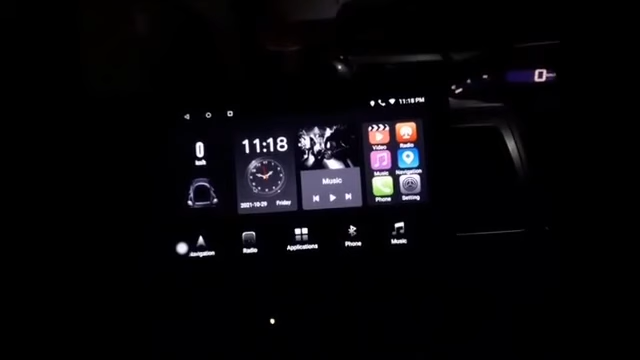 11:18 PM
0
km/h
11:18
2021-10-29 Friday
Music
Video Radio
Music Navigation
Phone Setting
Navigation Radio Applications Phone Music
0